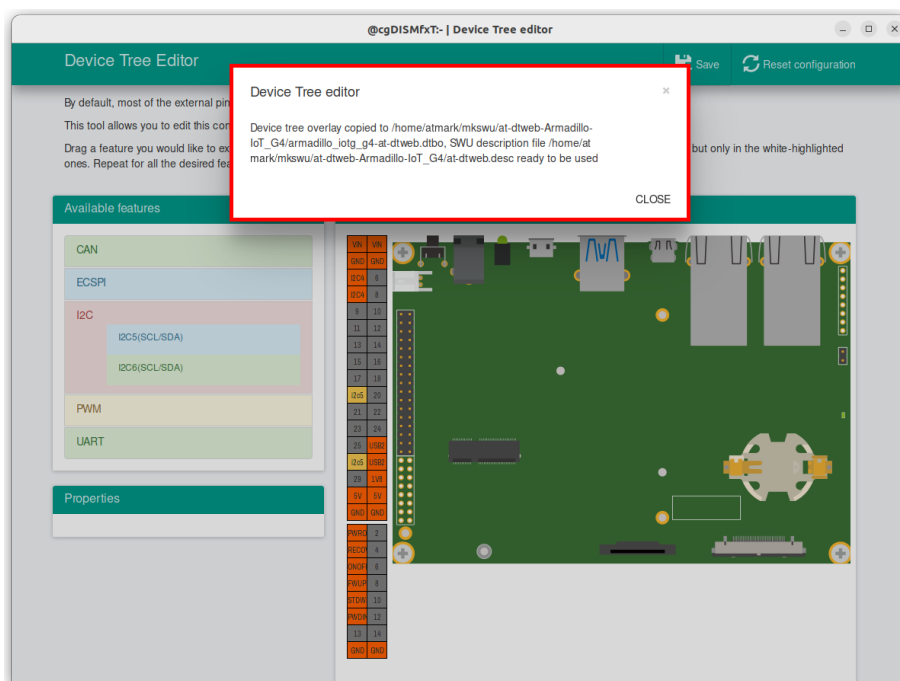 @cgDISMfxT:- | Device Tree editor
Device Tree Editor
Save
Reset configuration
By default, most of the external pin
This tool allows you to edit this con
Drag a feature you would like to ex
but only in the white-highlighted
ones. Repeat for all the desired fea
Device Tree editor
×
Device tree overlay copied to /home/atmark/mkswu/at-dtweb-Armadillo-
IoT_G4/armadillo_iotg_g4-at-dtweb.dtbo, SWU description file /home/at
mark/mkswu/at-dtweb-Armadillo-IoT_G4/at-dtweb.desc ready to be used
CLOSE
Available features
CAN
ECSPI
I2C
I2C5(SCL/SDA)
I2C6(SCL/SDA)
PWM
UART
Properties
VIN VIN
GND GND
I2C4 6
I2C4 8
9 10
11 12
13 14
15 16
17 18
i2c5 20
21 22
23 24
25 USB2
i2c5 USB2
29 1V8
5V 5V
GND GND
PWRO 2
RECO 4
ONOFF 6
FWUP 8
STDW 10
PWDIN 12
13 14
GND GND